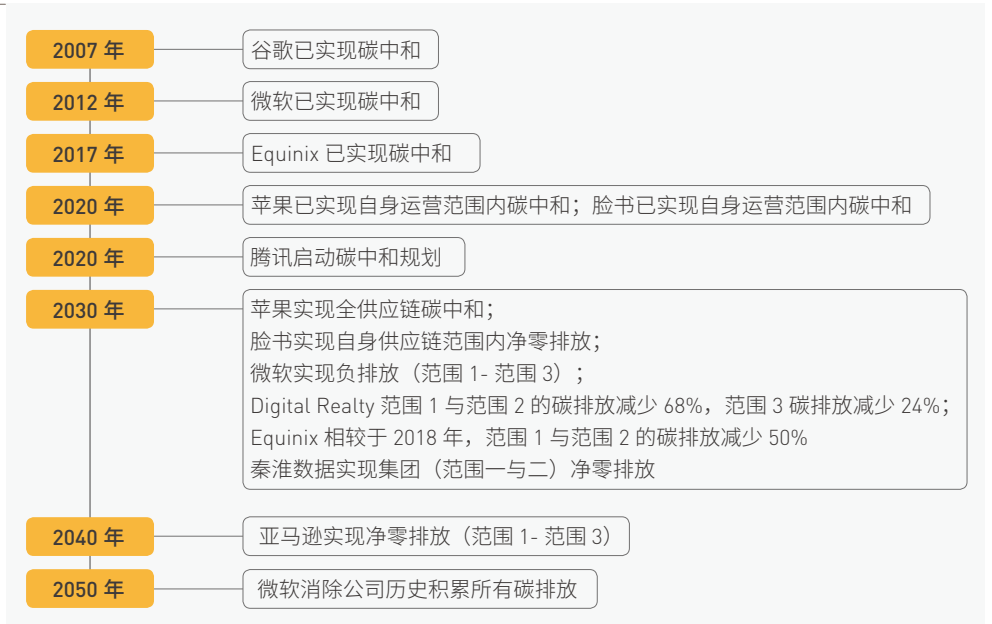 2007 年
谷歌已实现碳中和
2012 年
微软已实现碳中和
2017 年
Equinix 已实现碳中和
2020 年
苹果已实现自身运营范围内碳中和；脸书已实现自身运营范围内碳中和
2020 年
腾讯启动碳中和规划
2030 年
苹果实现全供应链碳中和；
脸书实现自身供应链范围内净零排放；
微软实现负排放（范围 1- 范围 3）；
Digital Realty 范围 1 与范围 2 的碳排放减少 68%，范围 3 碳排放减少 24%；
Equinix 相较于 2018 年，范围 1 与范围 2 的碳排放减少 50%
秦淮数据实现集团（范围一与二）净零排放
2040 年
亚马逊实现净零排放（范围 1- 范围 3）
2050 年
微软消除公司历史积累所有碳排放